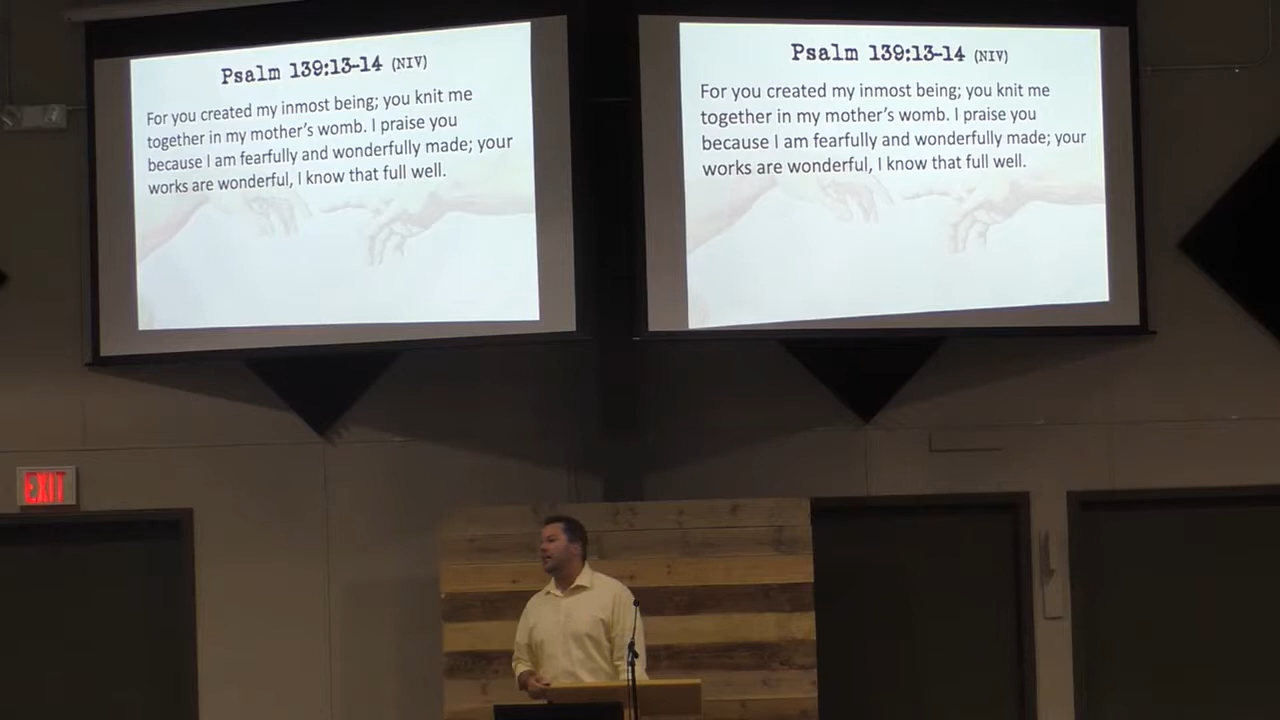 Psalm 139:13-14 (NIV)
For you created my inmost being; you knit me
together in my mother's womb. I praise you
because I am fearfully and wonderfully made; your
works are wonderful, I know that full well.
Psalm 139:13-14 (NIV)
For you created my inmost being; you knit me
together in my mother's womb. I praise you
because I am fearfully and wonderfully made; your
works are wonderful, I know that full well.
EXIT